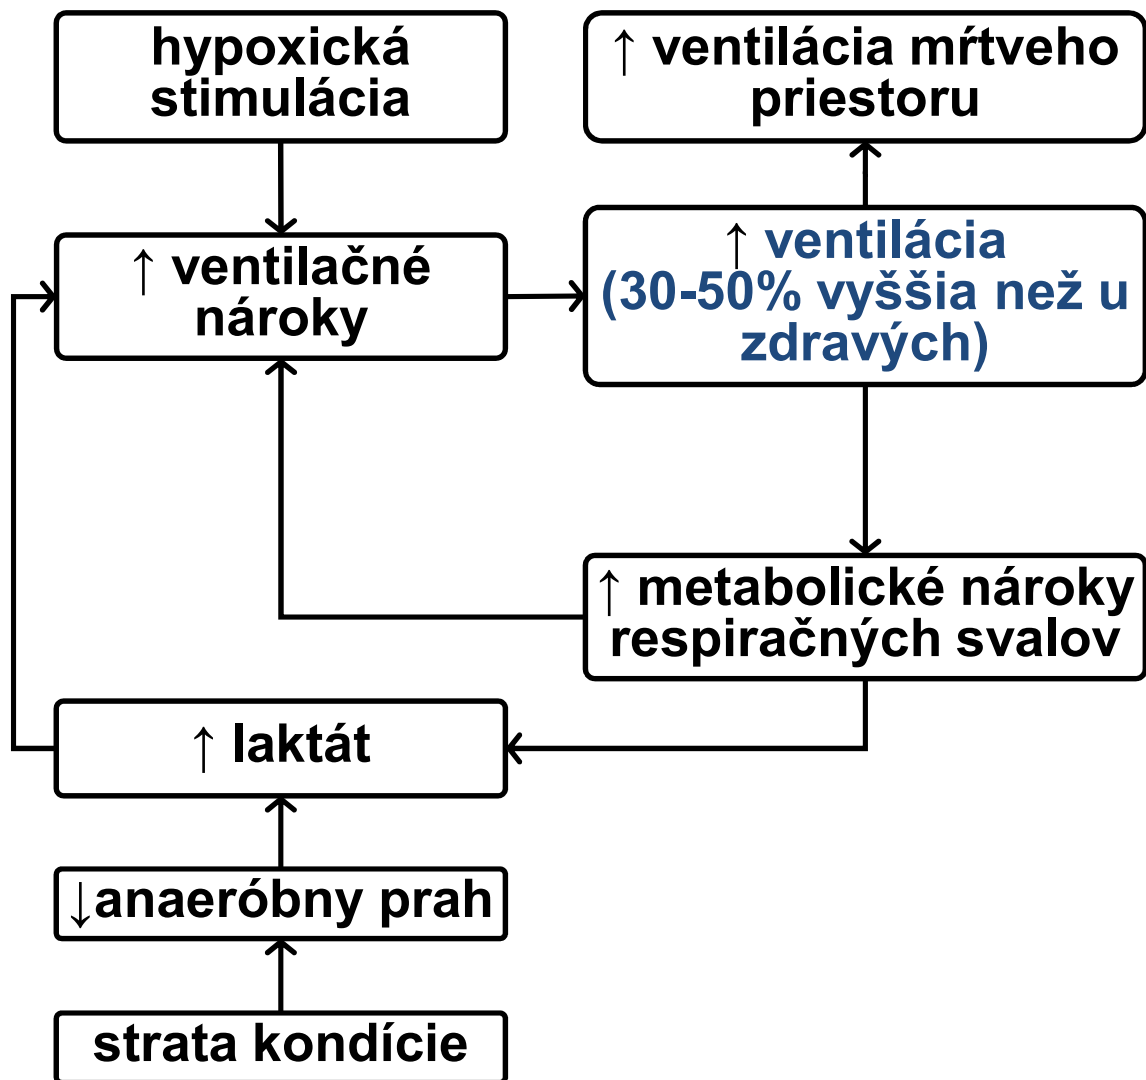 hypoxická
stimulácia
↑ ventilácia mŕtveho
priestoru
↑ ventilačné
nároky
↑ ventilácia
(30-50% vyššia než u
zdravých)
↑ metabolické nároky
respiračných svalov
↑ laktát
↓anaeróbny prah
strata kondície